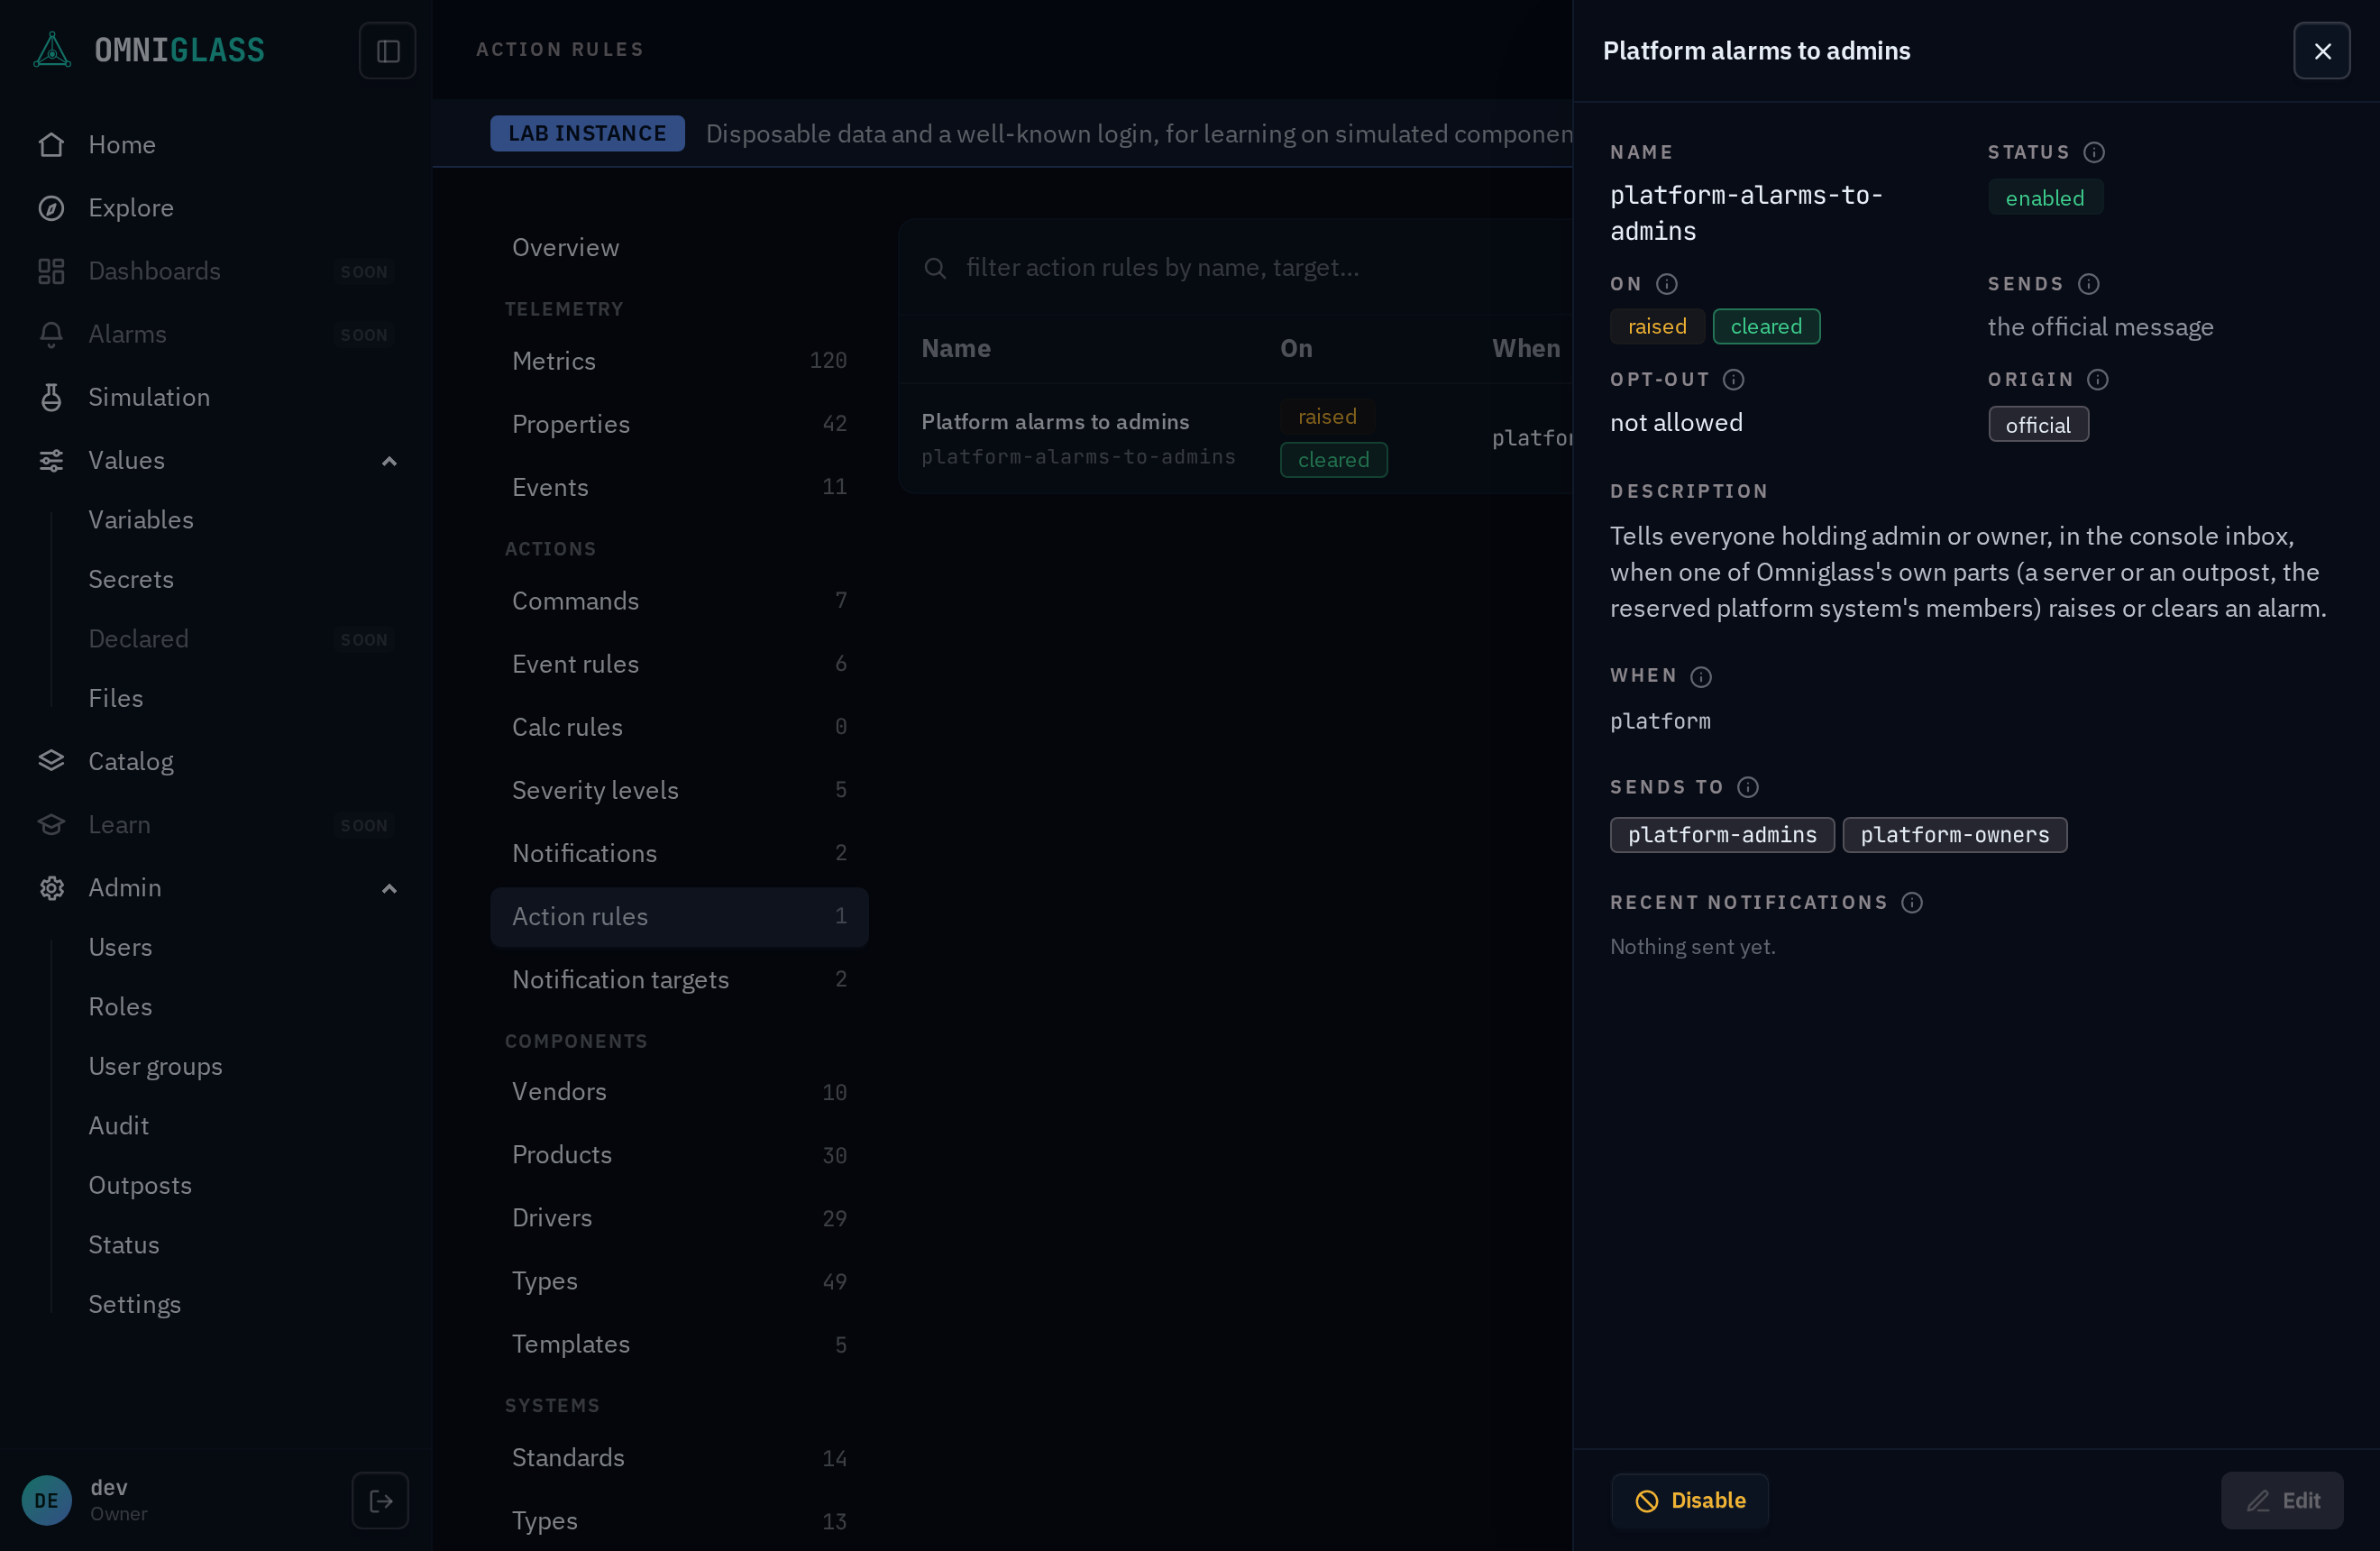 OMNIGLASS
Home
Explore
Dashboards SOON
Alarms SOON
Simulation
Values
Variables
Secrets
Declared SOON
Files
Catalog
Learn SOON
Admin
Users
Roles
User groups
Audit
Outposts
Status
Settings
DE dev
Owner
ACTION RULES
LAB INSTANCE Disposable data and a well-known login, for learning on simulated componen
Overview
TELEMETRY
Metrics 120
Properties 42
Events 11
ACTIONS
Commands 7
Event rules 6
Calc rules 0
Severity levels 5
Notifications 2
Action rules 1
Notification targets 2
COMPONENTS
Vendors 10
Products 30
Drivers 29
Types 49
Templates 5
SYSTEMS
Standards 14
Types 13
filter action rules by name, target...
Name On When
Platform alarms to admins raised
platform-alarms-to-admins cleared platfor
Platform alarms to admins
NAME STATUS
platform-alarms-to- enabled
admins
ON SENDS
raised cleared the official message
OPT-OUT ORIGIN
not allowed official
DESCRIPTION
Tells everyone holding admin or owner, in the console inbox,
when one of Omniglass's own parts (a server or an outpost, the
reserved platform system's members) raises or clears an alarm.
WHEN
platform
SENDS TO
platform-admins platform-owners
RECENT NOTIFICATIONS
Nothing sent yet.
Disable Edit